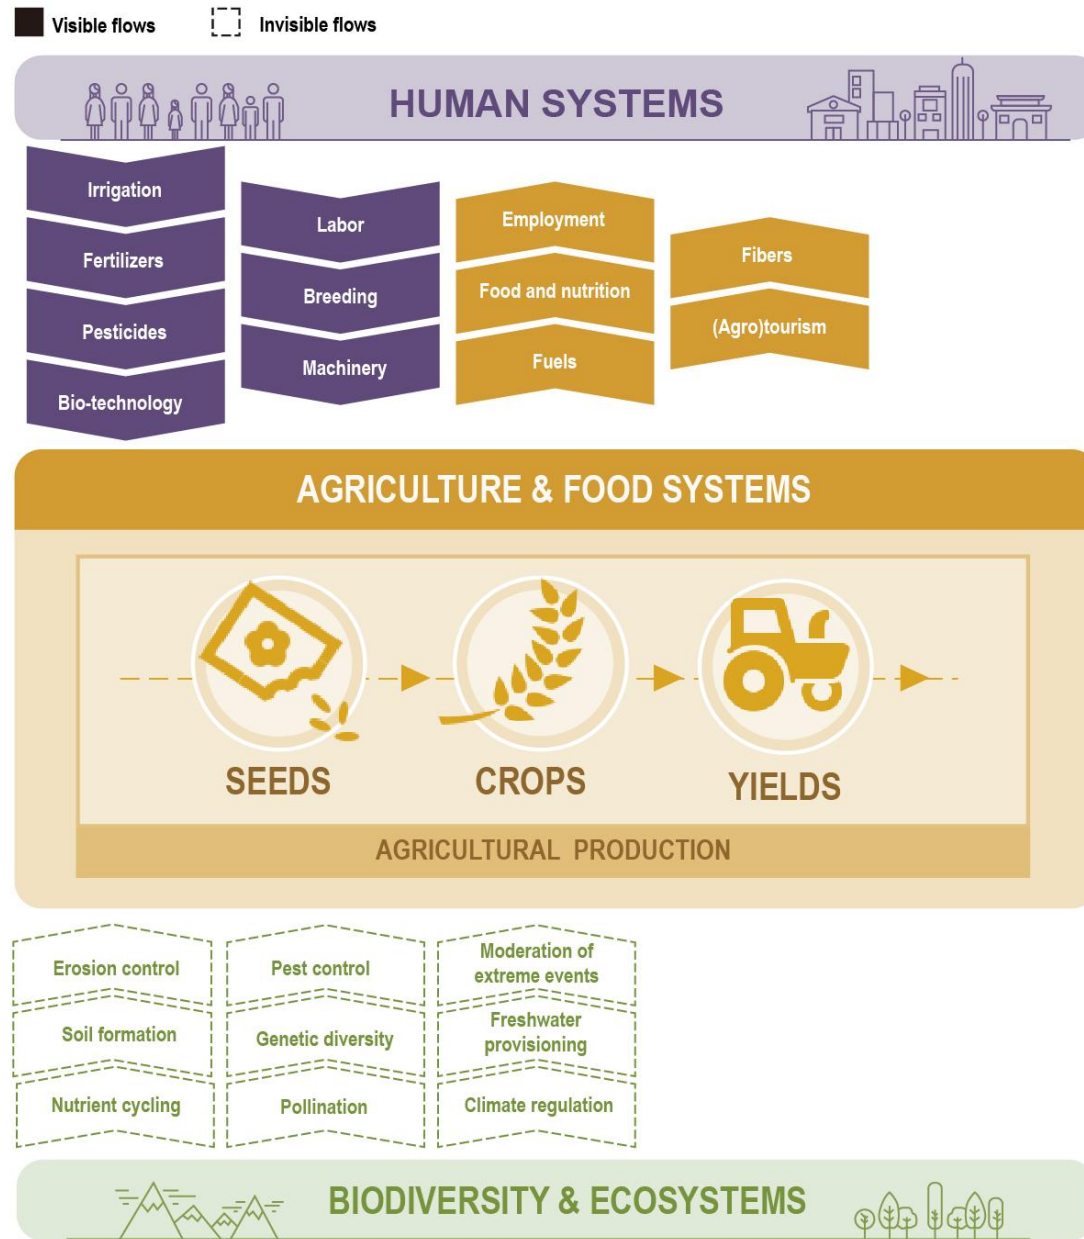 Visible flows
Invisible flows
HUMAN SYSTEMS
Irrigation
Fertilizers
Pesticides
Bio-technology
Labor
Breeding
Machinery
Employment
Food and nutrition
Fuels
Fibers
(Agro)tourism
AGRICULTURE & FOOD SYSTEMS
SEEDS
CROPS
YIELDS
AGRICULTURAL PRODUCTION
Erosion control
Soil formation
Nutrient cycling
Pest control
Genetic diversity
Pollination
Moderation of
extreme events
Freshwater
provisioning
Climate regulation
BIODIVERSITY & ECOSYSTEMS